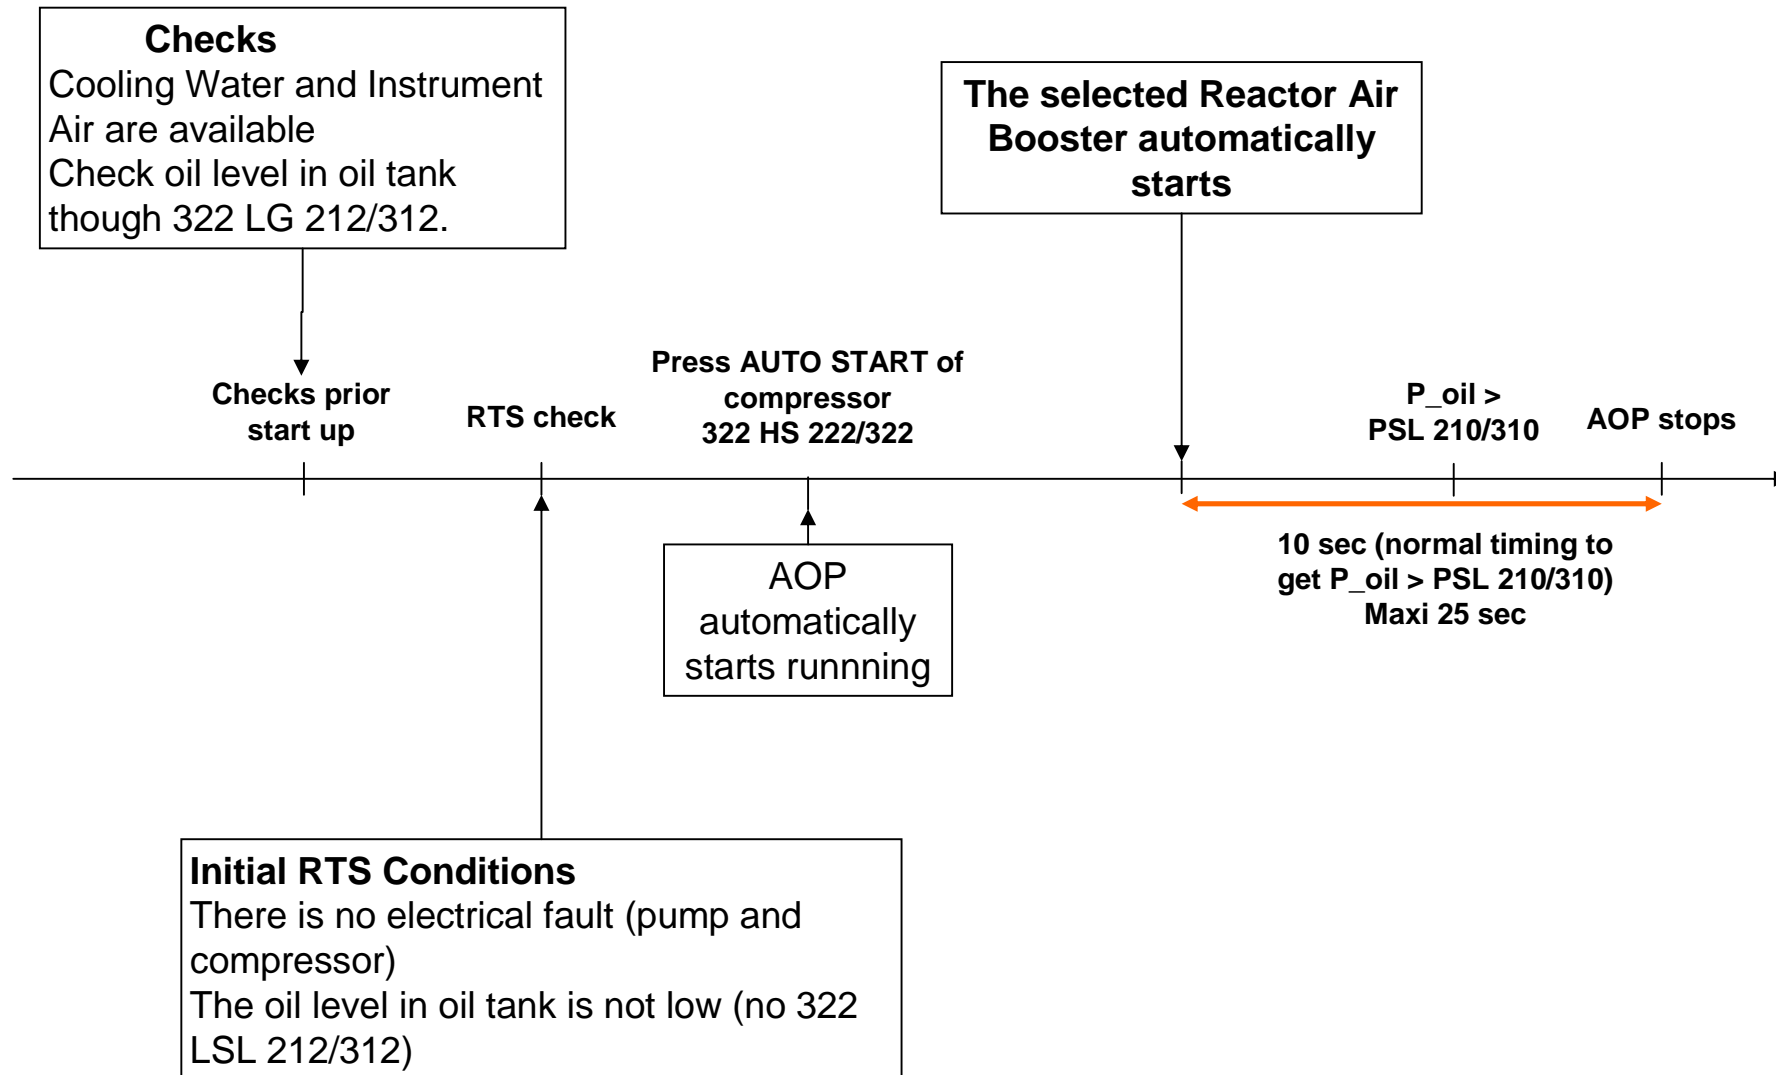 Checks
Cooling Water and Instrument
Air are available
Check oil level in oil tank
though 322 LG 212/312.
The selected Reactor Air
Booster automatically
starts
Checks prior
start up
RTS check
Press AUTO START of
compressor
322 HS 222/322
P_oil >
PSL 210/310
AOP stops
10 sec (normal timing to
get P_oil > PSL 210/310)
Maxi 25 sec
AOP
automatically
starts runnning
Initial RTS Conditions
There is no electrical fault (pump and
compressor)
The oil level in oil tank is not low (no 322
LSL 212/312)